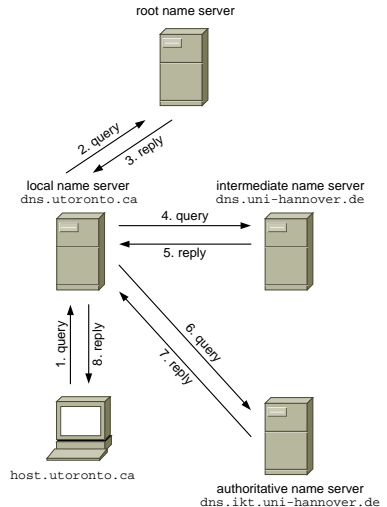 root name server
2. query
3. reply
local name server
dns.utoronto.ca
intermediate name server
dns.uni-hannover.de
4. query
5. reply
6. query
7. reply
1. query
8. reply
host.utoronto.ca
authoritative name server
dns.ikt.uni-hannover.de